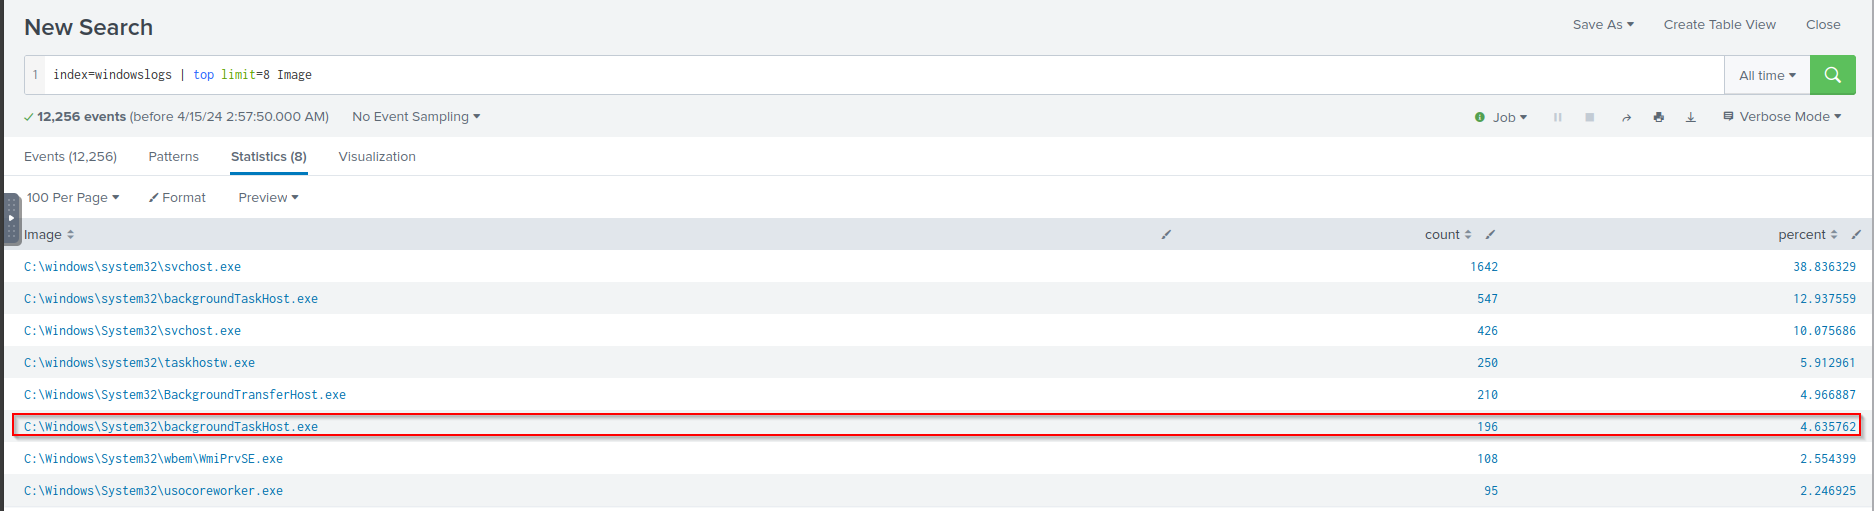 New Search
Save As Create Table View Close
1 index=windowslogs | top limit=8 Image All time
12,256 events (before 4/15/24 2:57:50.000 AM) No Event Sampling Job Verbose Mode
Events (12,256) Patterns Statistics (8) Visualization
100 Per Page Format Preview
Image count percent
C:\windows\system32\svchost.exe 1642 38.836329
C:\windows\system32\backgroundTaskHost.exe 547 12.937559
C:\Windows\System32\svchost.exe 426 10.075686
C:\windows\system32\taskhostw.exe 250 5.912961
C:\Windows\System32\BackgroundTransferHost.exe 210 4.966887
C:\Windows\System32\backgroundTaskHost.exe 196 4.635762
C:\Windows\System32\wbem\WmiPrvSE.exe 108 2.554399
C:\Windows\System32\usocoreworker.exe 95 2.246925